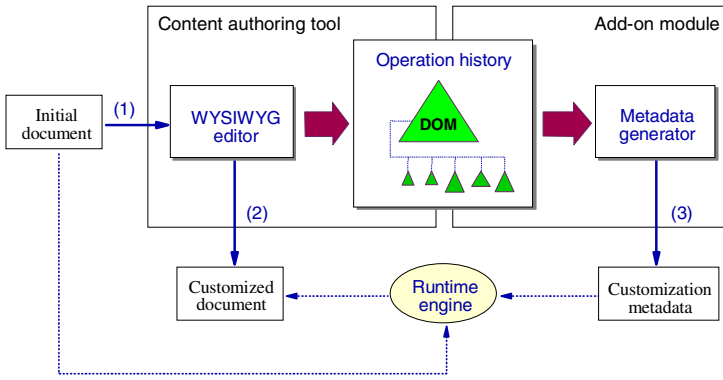 Content authoring tool
Add-on module
Operation history
(1)
Initial
document
WYSIWYG
editor
DOM
Metadata
generator
(2)
(3)
Customized
document
Runtime
engine
Customization
metadata